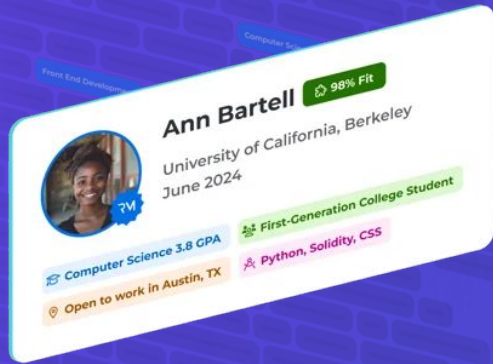 Computer Sci
Front End Developm
Ann Bartell
98% Fit
University of California, Berkeley
June 2024
RM
Computer Science 3.8 GPA
First-Generation College Student
Open to work in Austin, TX
Python, Solidity, CSS